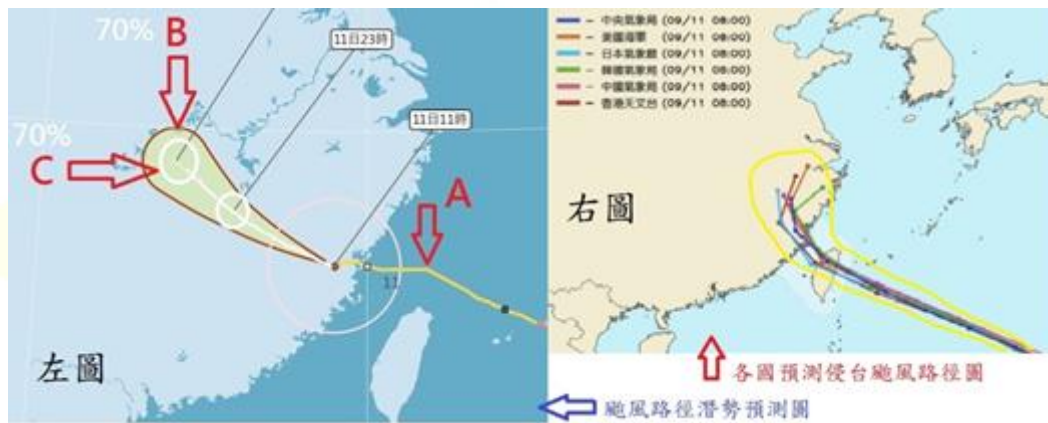 70%
B
11日23時
11日11時
70%
C
A
11
左圖
中央氣象局 (09/11 08:00)
美國海軍 (09/11 08:00)
日本氣象廳 (09/11 08:00)
韓國氣象局 (09/11 08:00)
中國氣象局 (09/11 08:00)
香港天文台 (09/11 08:00)
右圖
各國預測侵台颱風路徑圖
颱風路徑潛勢預測圖